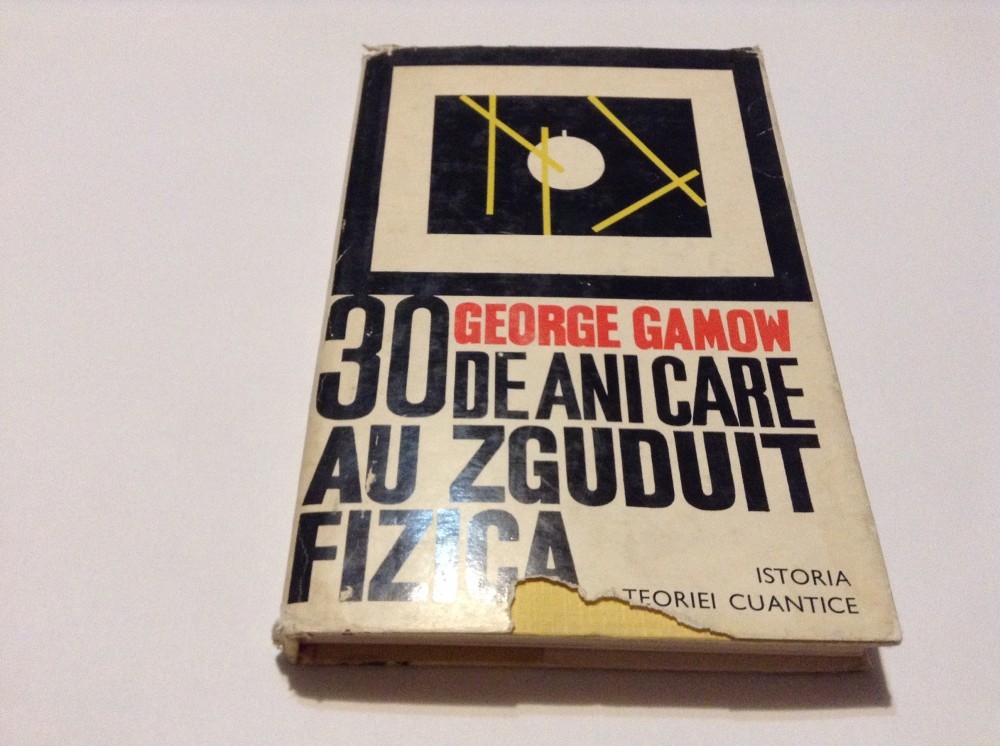 30 GEORGE GAMOW
DE ANI CARE
AU ZGUDUIT
FIZICA
ISTORIA
TEORIEI CUANTICE